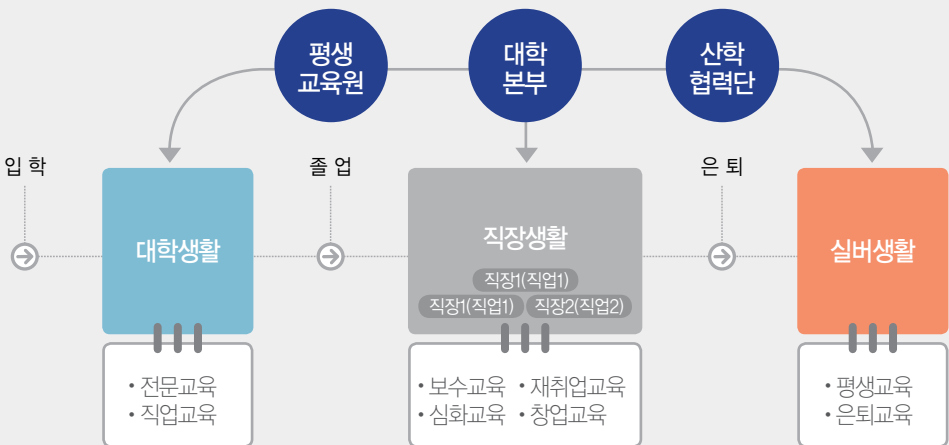 평생
교육원
대학
본부
산학
협력단
입 학
졸 업
은 퇴
대학생활
직장생활
실버생활
직장1(직업1)
직장1(직업1) 직장2(직업2)
• 전문교육
• 직업교육
• 보수교육 • 재취업교육
• 심화교육 • 창업교육
• 평생교육
• 은퇴교육